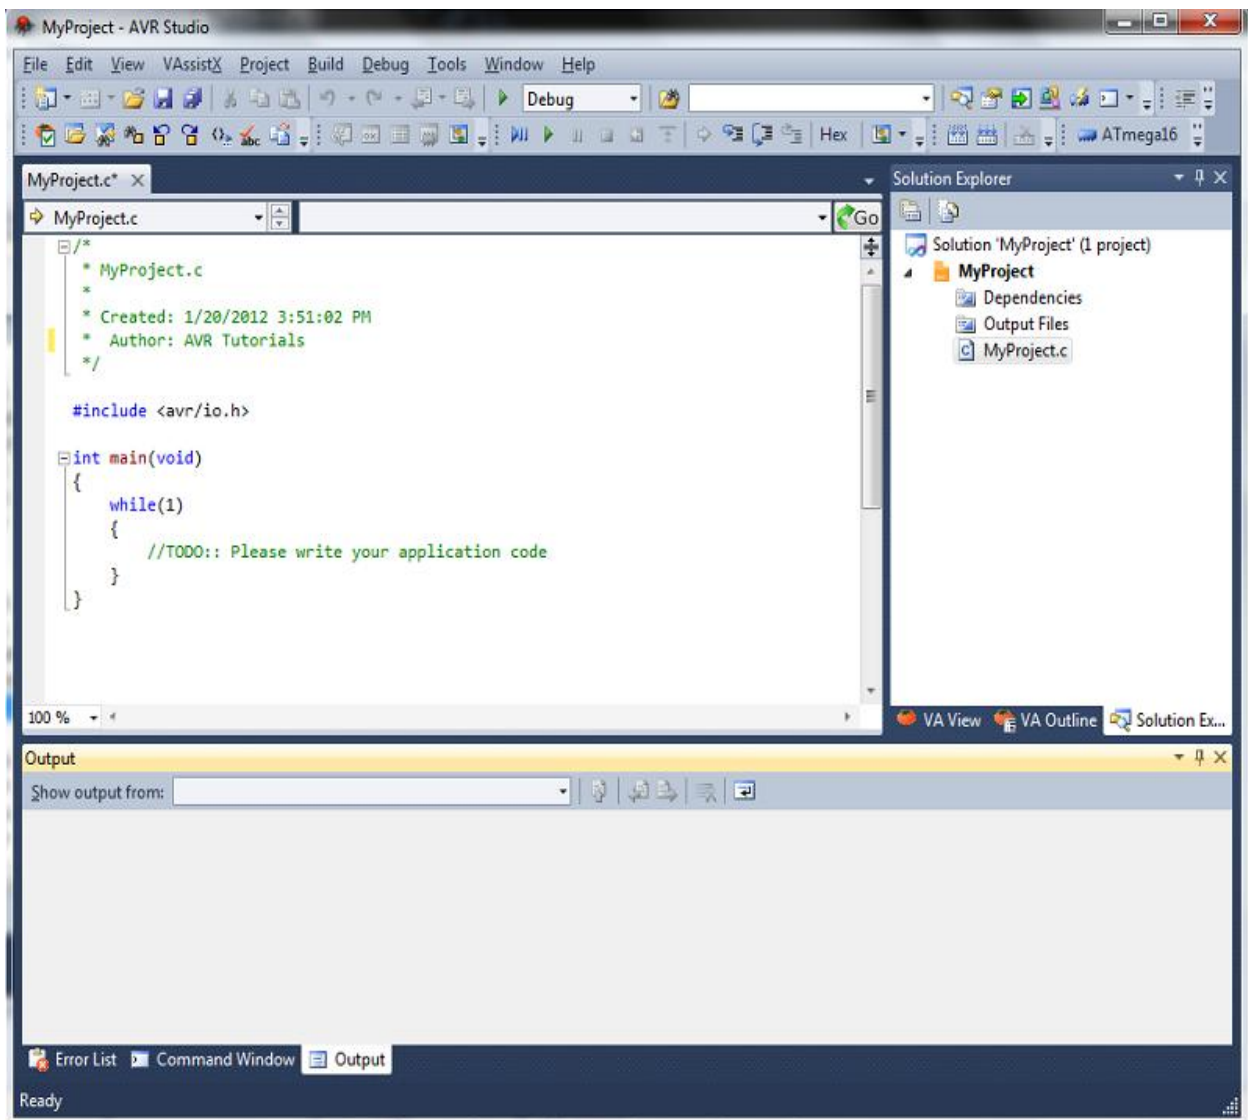 MyProject - AVR Studio
File Edit View VAssistX Project Build Debug Tools Window Help
Debug
Hex ATmega16
MyProject.c*
MyProject.c
Go
/*
* MyProject.c
*
* Created: 1/20/2012 3:51:02 PM
* Author: AVR Tutorials
*/
#include <avr/io.h>
int main(void)
{
while(1)
{
//TODO:: Please write your application code
}
}
100 %
Solution Explorer
Solution 'MyProject' (1 project)
MyProject
Dependencies
Output Files
MyProject.c
VA View VA Outline Solution Ex...
Output
Show output from:
Error List Command Window Output
Ready